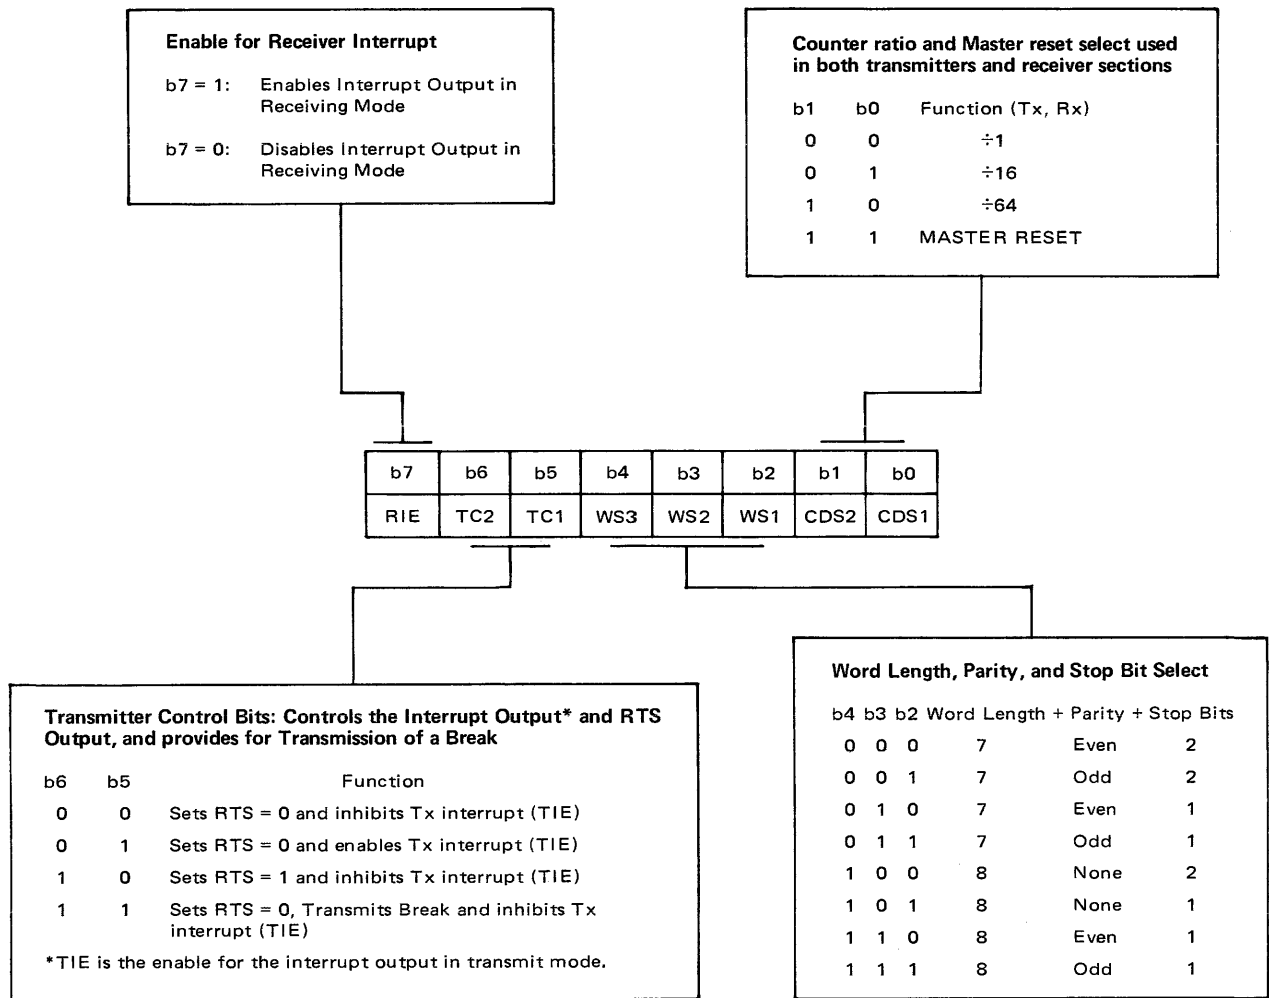 Enable for Receiver Interrupt
b7 = 1: Enables Interrupt Output in
Receiving Mode
b7 = 0: Disables Interrupt Output in
Receiving Mode
Counter ratio and Master reset select used
in both transmitters and receiver sections
b1 b0 Function (Tx, Rx)
0 0 ÷1
0 1 ÷16
1 0 ÷64
1 1 MASTER RESET
b7 b6 b5 b4 b3 b2 b1 b0
RIE TC2 TC1 WS3 WS2 WS1 CDS2 CDS1
Transmitter Control Bits: Controls the Interrupt Output* and RTS
Output, and provides for Transmission of a Break
b6 b5 Function
0 0 Sets RTS = 0 and inhibits Tx interrupt (TIE)
0 1 Sets RTS = 0 and enables Tx interrupt (TIE)
1 0 Sets RTS = 1 and inhibits Tx interrupt (TIE)
1 1 Sets RTS = 0, Transmits Break and inhibits Tx
interrupt (TIE)
*TIE is the enable for the interrupt output in transmit mode.
Word Length, Parity, and Stop Bit Select
b4 b3 b2 Word Length + Parity + Stop Bits
0 0 0 7 Even 2
0 0 1 7 Odd 2
0 1 0 7 Even 1
0 1 1 7 Odd 1
1 0 0 8 None 2
1 0 1 8 None 1
1 1 0 8 Even 1
1 1 1 8 Odd 1